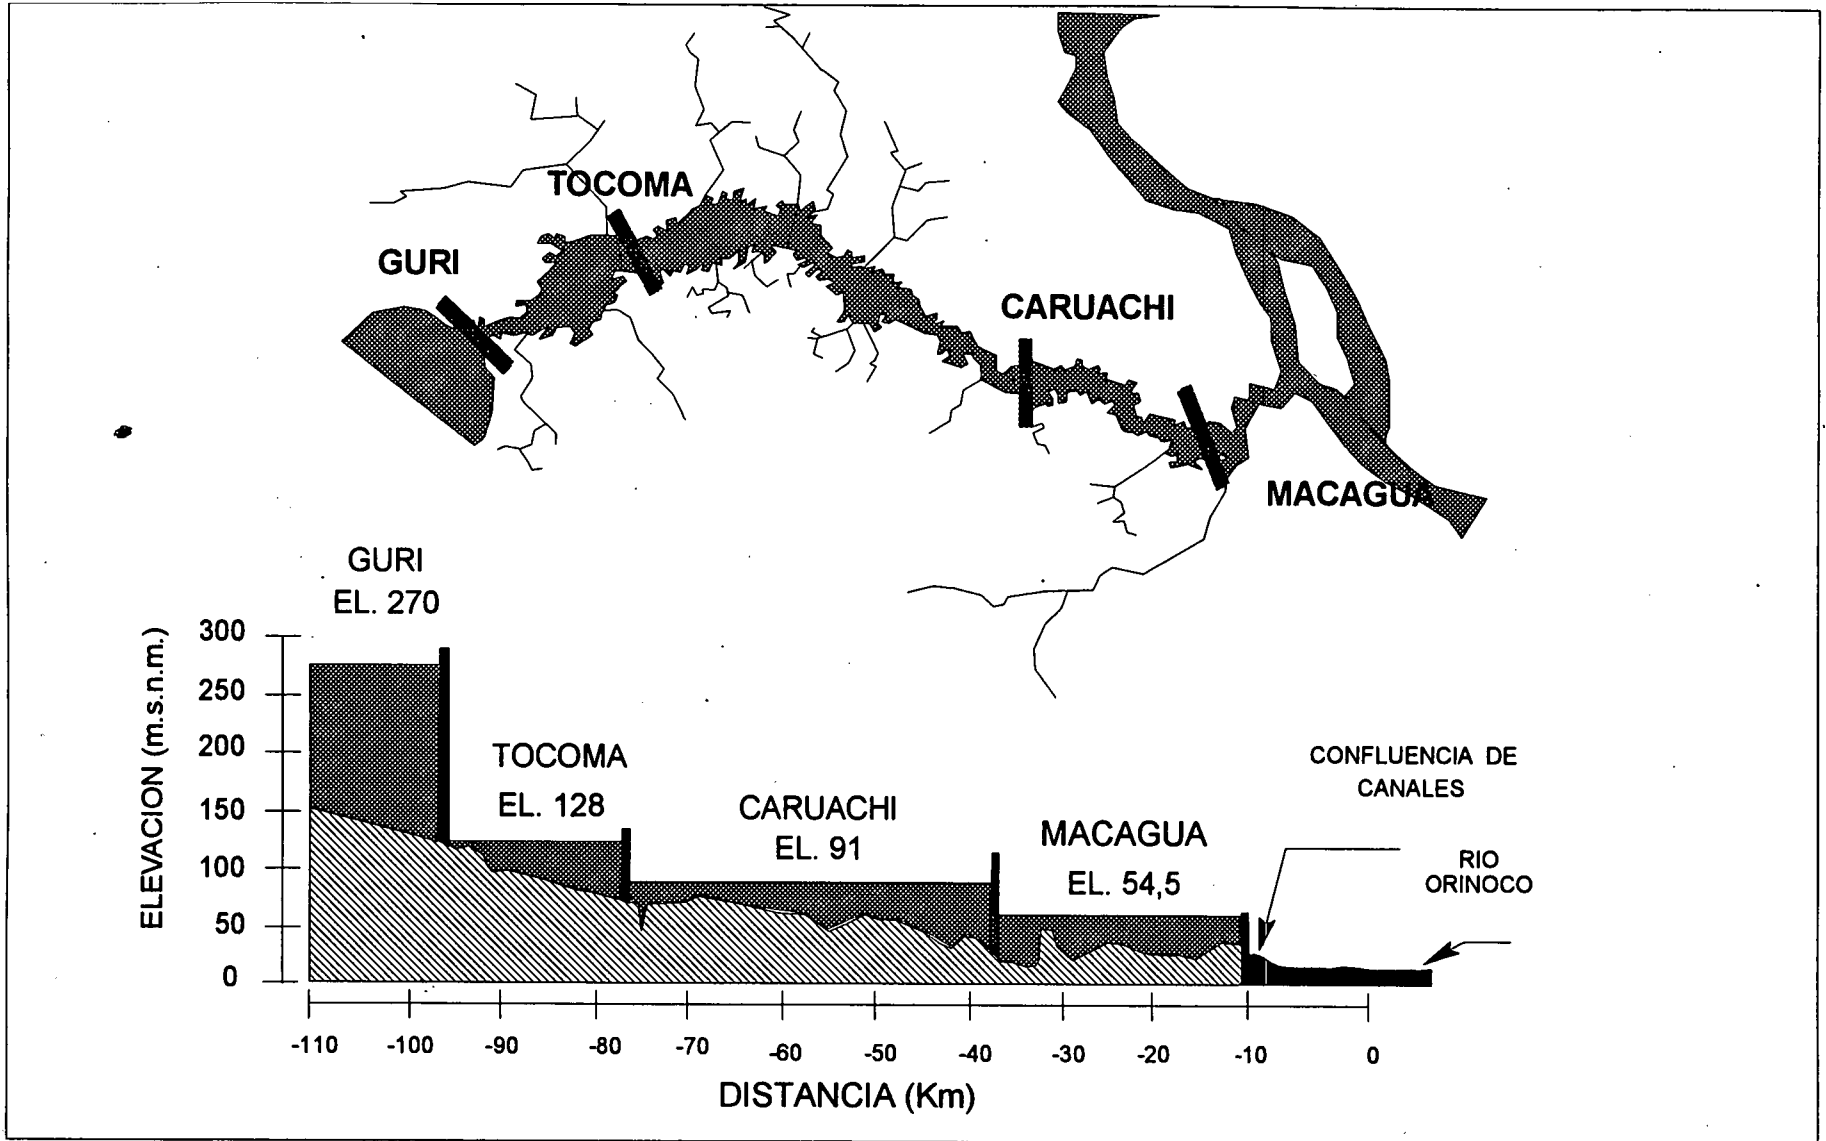 TOCOMA
GURI
CARUACHI
MACAGUA
GURI
EL. 270
ELEVACION (m.s.n.m.)
300
250
200
150
100
50
0
TOCOMA
EL. 128
CARUACHI
EL. 91
MACAGUA
EL. 54,5
CONFLUENCIA DE
CANALES
RIO
ORINOCO
-110 -100 -90 -80 -70 -60 -50 -40 -30 -20 -10 0
DISTANCIA (Km)